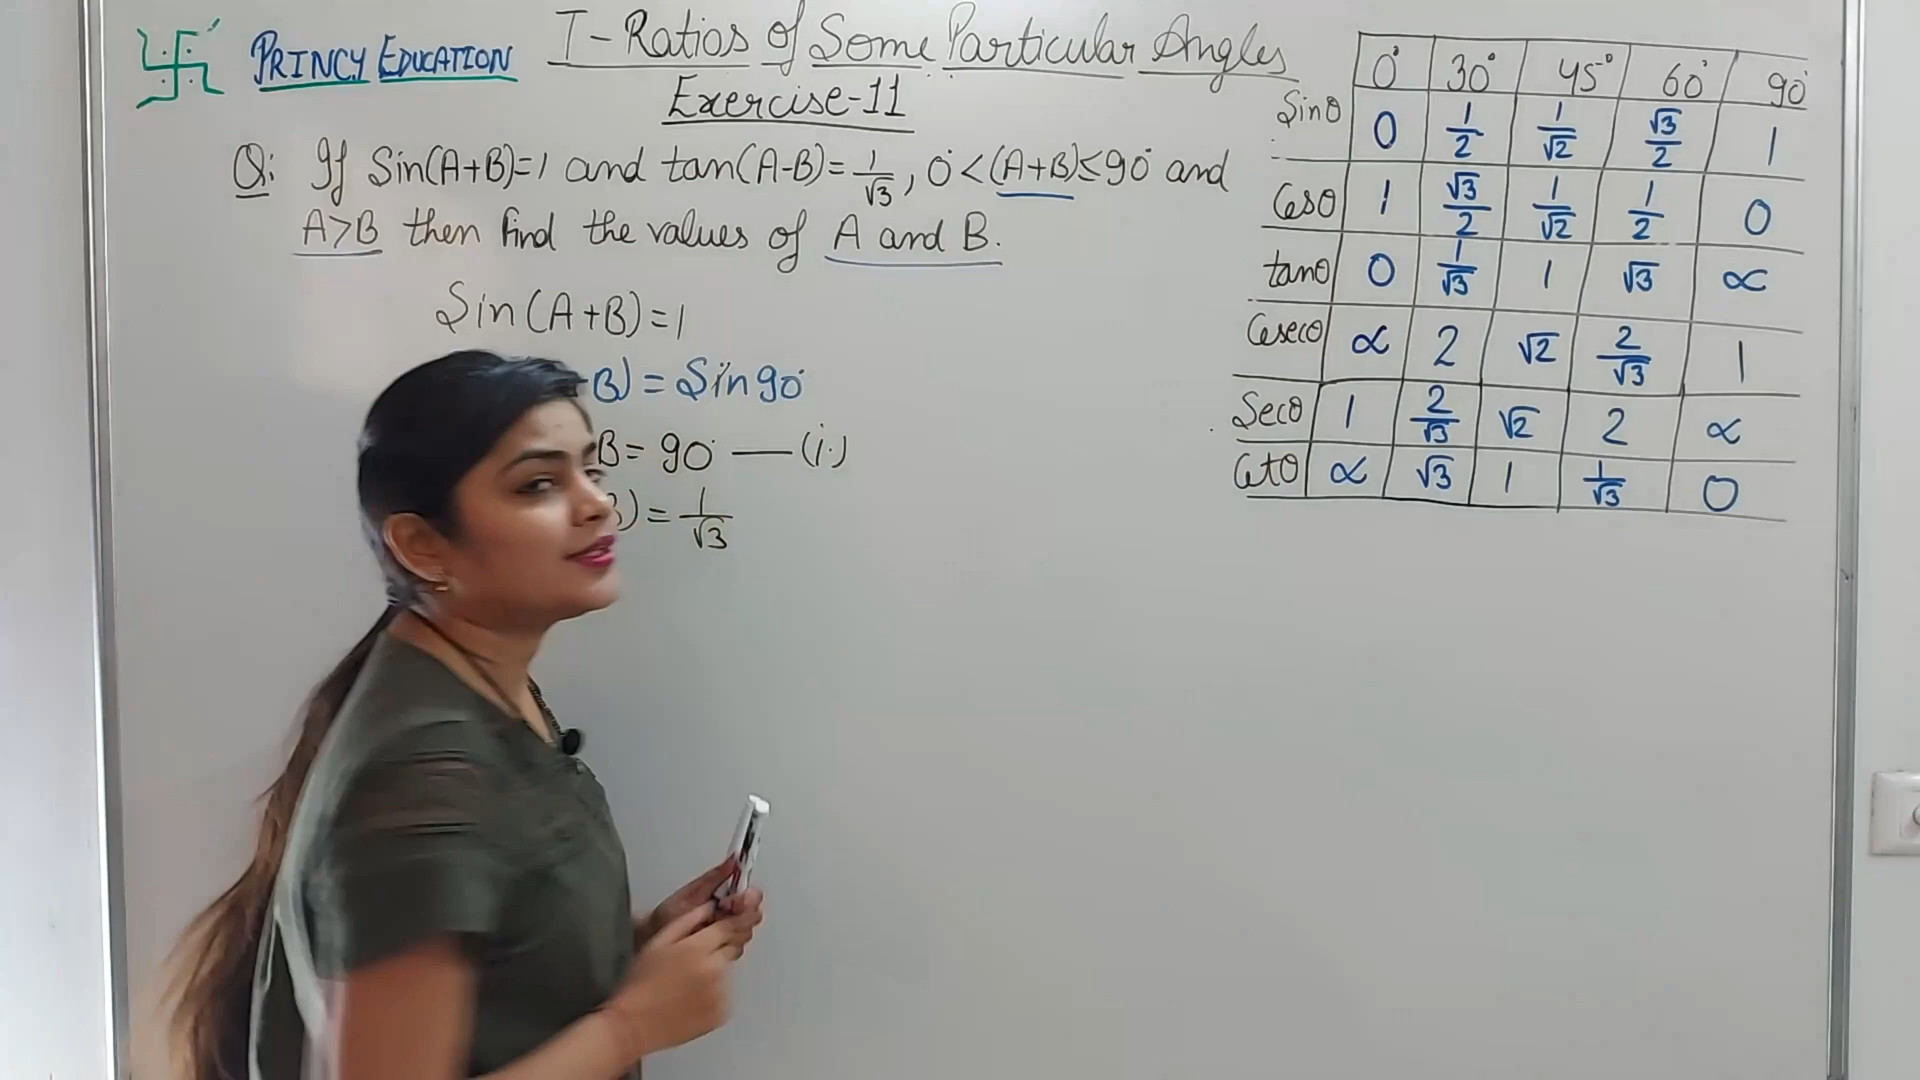 PRINCY EDUCATION
T-Ratios of Some Particular Angles
Exercise-11
Q: If Sin(A+B)=1 and tan(A-B)=1/√3, 0°<(A+B)≤90° and
A>B then find the values of A and B.
Sin(A+B)=1
B)=Sin90°
B=90° —(i.)
)=1/√3
0° 30° 45° 60° 90°
Sinθ 0 1/2 1/√2 √3/2 1
Cosθ 1 √3/2 1/√2 1/2 0
tanθ 0 1/√3 1 √3 ∝
Cosecθ ∝ 2 √2 2/√3 1
Secθ 1 2/√3 √2 2 ∝
Cotθ ∝ √3 1 1/√3 0